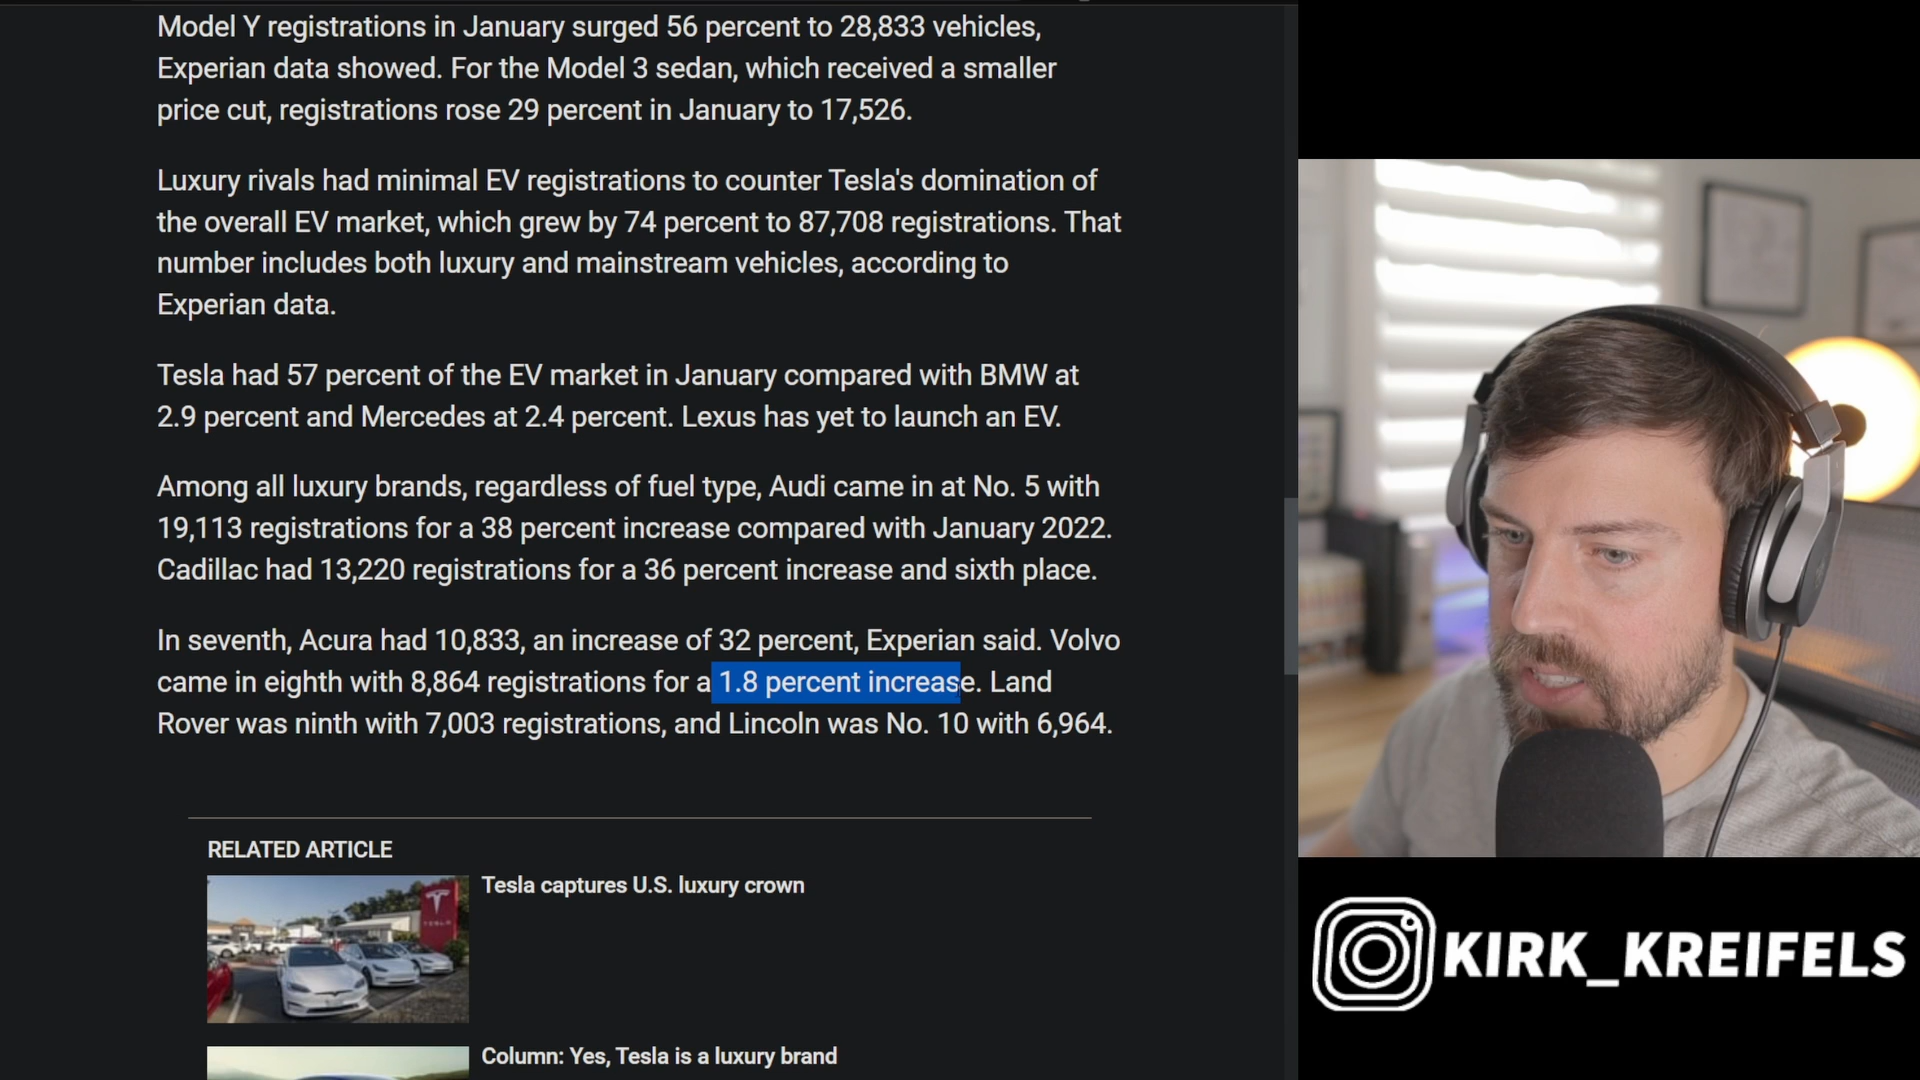 Model Y registrations in January surged 56 percent to 28,833 vehicles,
Experian data showed. For the Model 3 sedan, which received a smaller
price cut, registrations rose 29 percent in January to 17,526.
Luxury rivals had minimal EV registrations to counter Tesla's domination of
the overall EV market, which grew by 74 percent to 87,708 registrations. That
number includes both luxury and mainstream vehicles, according to
Experian data.
Tesla had 57 percent of the EV market in January compared with BMW at
2.9 percent and Mercedes at 2.4 percent. Lexus has yet to launch an EV.
Among all luxury brands, regardless of fuel type, Audi came in at No. 5 with
19,113 registrations for a 38 percent increase compared with January 2022.
Cadillac had 13,220 registrations for a 36 percent increase and sixth place.
In seventh, Acura had 10,833, an increase of 32 percent, Experian said. Volvo
came in eighth with 8,864 registrations for a 1.8 percent increase. Land
Rover was ninth with 7,003 registrations, and Lincoln was No. 10 with 6,964.
RELATED ARTICLE
Tesla captures U.S. luxury crown
TESLA
Column: Yes, Tesla is a luxury brand
KIRK_KREIFELS